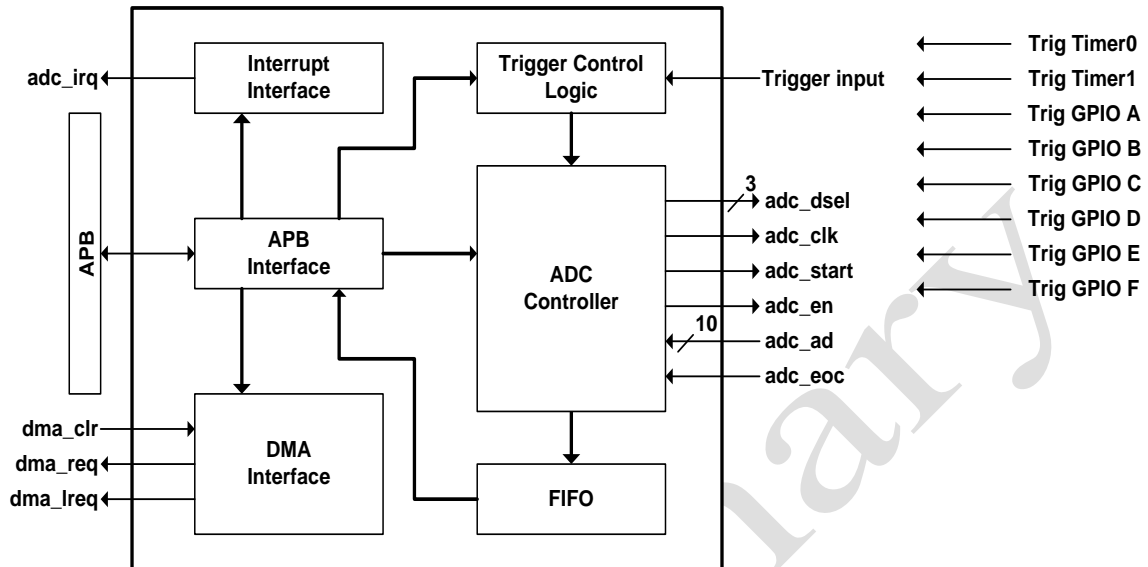 adc_irq
Interrupt
Interface
Trigger Control
Logic
Trigger input
Trig Timer0
Trig Timer1
Trig GPIO A
Trig GPIO B
Trig GPIO C
Trig GPIO D
Trig GPIO E
Trig GPIO F
APB
APB
Interface
ADC
Controller
3
adc_dsel
adc_clk
adc_start
adc_en
10
adc_ad
adc_eoc
dma_clr
dma_req
dma_lreq
DMA
Interface
FIFO
nary